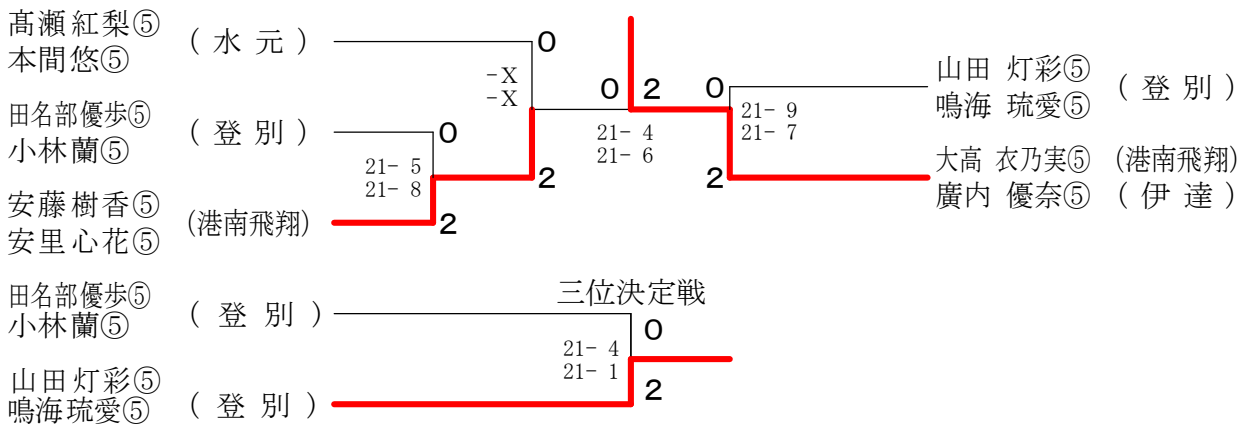 髙瀬紅梨⑤
本間悠⑤
( 水 元 )
0
-X
-X
田名部優歩⑤
小林蘭⑤
( 登 別 )
0
21- 5
21- 8
2
安藤樹香⑤
安里心花⑤
(港南飛翔)
2
0 2
21- 4
21- 6
0
21- 9
21- 7
2
山田 灯彩⑤
鳴海 琉愛⑤
( 登 別 )
大高 衣乃実⑤ (港南飛翔)
廣内 優奈⑤ ( 伊 達 )
三位決定戦
田名部優歩⑤
小林蘭⑤
( 登 別 )
0
21- 4
21- 1
2
山田灯彩⑤
鳴海琉愛⑤
( 登 別 )